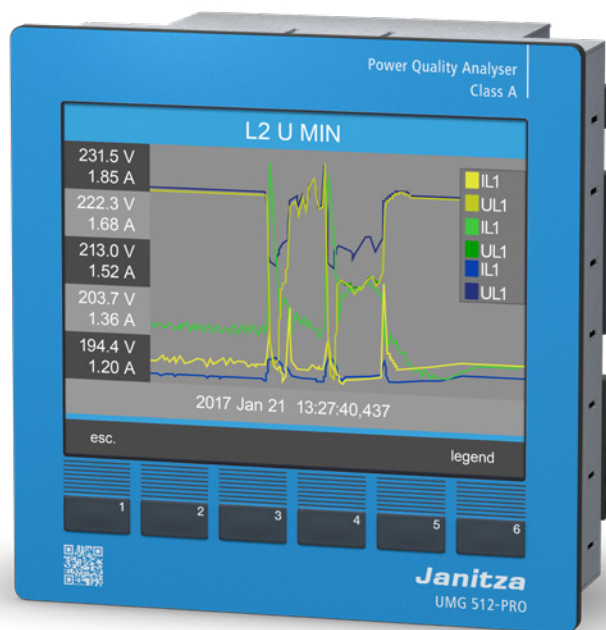 Power Quality Analyser
Class A
L2 U MIN
231.5 V
1.85 A
222.3 V
1.68 A
213.0 V
1.52 A
203.7 V
1.36 A
194.4 V
1.20 A
IL1
UL1
IL1
UL1
IL1
UL1
2017 Jan 21 13:27:40,437
esc.
legend
1
2
3
4
5
6
Janitza
UMG 512-PRO